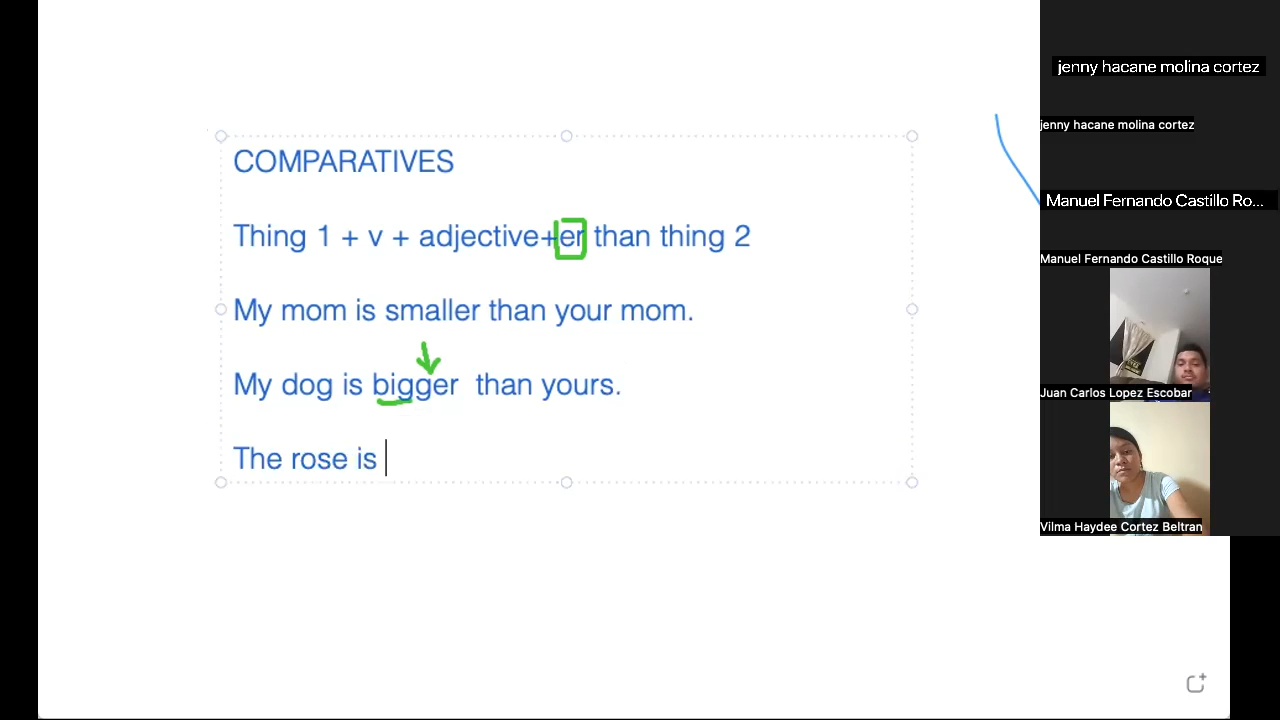 COMPARATIVES
Thing 1 + v + adjective+er than thing 2
My mom is smaller than your mom.
My dog is bigger than yours.
The rose is
jenny hacane molina cortez
jenny hacane molina cortez
Manuel Fernando Castillo Ro...
Manuel Fernando Castillo Roque
Juan Carlos Lopez Escobar
Vilma Haydee Cortez Beltran